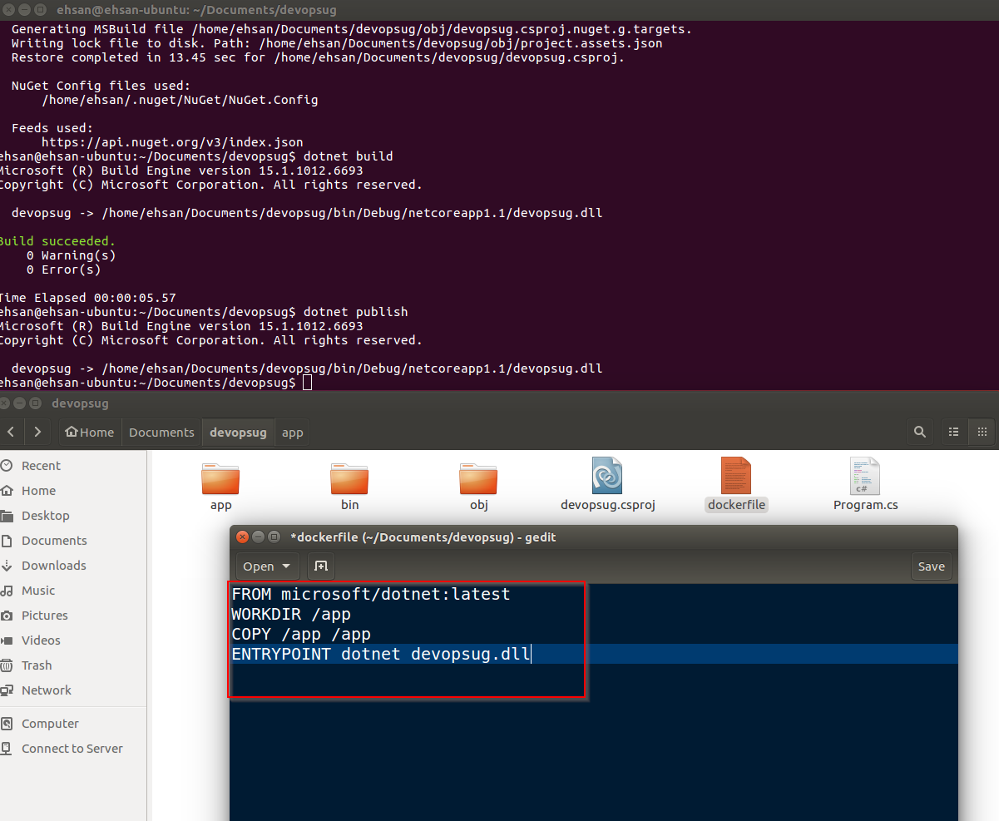 ehsan@ehsan-ubuntu: ~/Documents/devopsug
Generating MSBuild file /home/ehsan/Documents/devopsug/obj/devopsug.csproj.nuget.g.targets.
Writing lock file to disk. Path: /home/ehsan/Documents/devopsug/obj/project.assets.json
Restore completed in 13.45 sec for /home/ehsan/Documents/devopsug/devopsug.csproj.
NuGet Config files used:
/home/ehsan/.nuget/NuGet/NuGet.Config
Feeds used:
https://api.nuget.org/v3/index.json
ehsan@ehsan-ubuntu:~/Documents/devopsug$ dotnet build
Microsoft (R) Build Engine version 15.1.1012.6693
Copyright (C) Microsoft Corporation. All rights reserved.
devopsug -> /home/ehsan/Documents/devopsug/bin/Debug/netcoreapp1.1/devopsug.dll
Build succeeded.
0 Warning(s)
0 Error(s)
Time Elapsed 00:00:05.57
ehsan@ehsan-ubuntu:~/Documents/devopsug$ dotnet publish
Microsoft (R) Build Engine version 15.1.1012.6693
Copyright (C) Microsoft Corporation. All rights reserved.
devopsug -> /home/ehsan/Documents/devopsug/bin/Debug/netcoreapp1.1/devopsug.dll
ehsan@ehsan-ubuntu:~/Documents/devopsug$
devopsug
Home Documents devopsug app
Recent
Home
Desktop
Documents
Downloads
Music
Pictures
Videos
Trash
Network
Computer
Connect to Server
app bin obj devopsug.csproj dockerfile Program.cs
c#
*dockerfile (~/Documents/devopsug) - gedit
Open Save
FROM microsoft/dotnet:latest
WORKDIR /app
COPY /app /app
ENTRYPOINT dotnet devopsug.dll